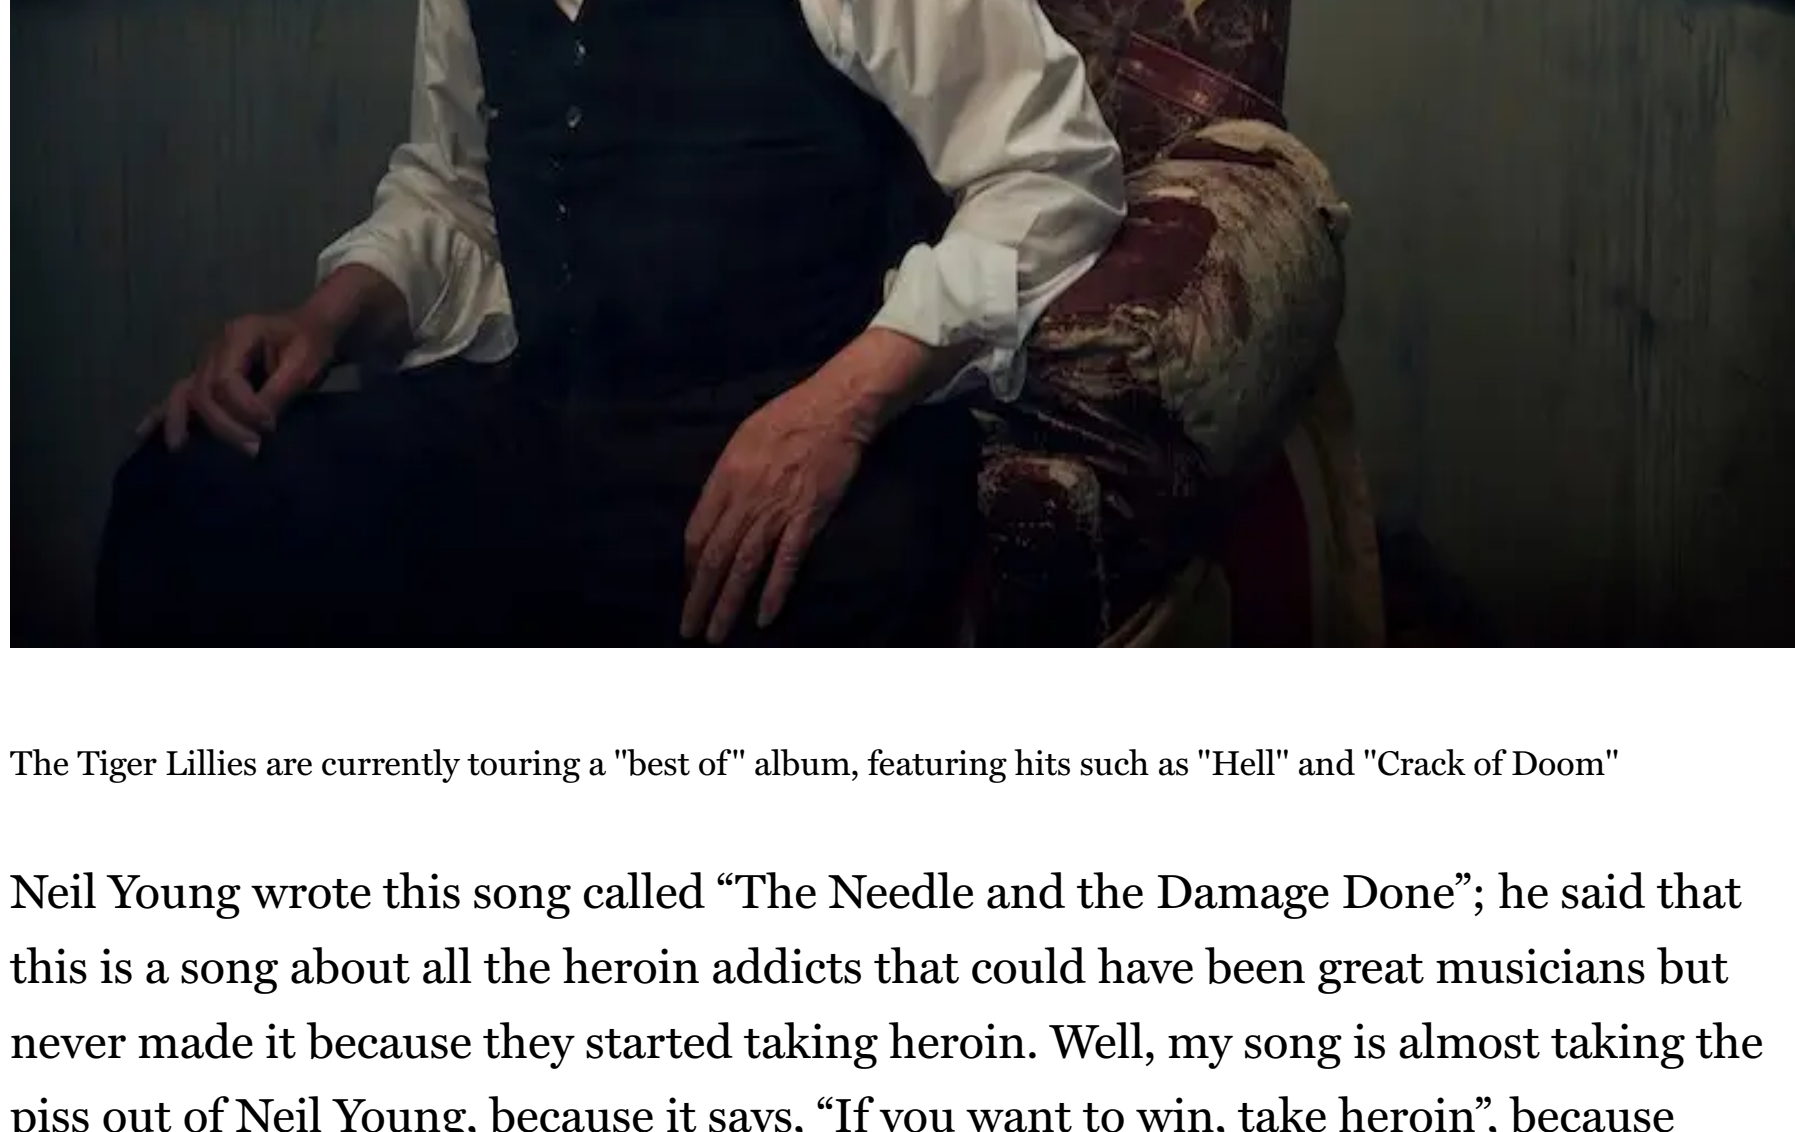 The Tiger Lillies are currently touring a "best of" album, featuring hits such as "Hell" and "Crack of Doom"
Neil Young wrote this song called “The Needle and the Damage Done”; he said that
this is a song about all the heroin addicts that could have been great musicians but
never made it because they started taking heroin. Well, my song is almost taking the
piss out of Neil Young, because it says, “If you want to win, take heroin”, because